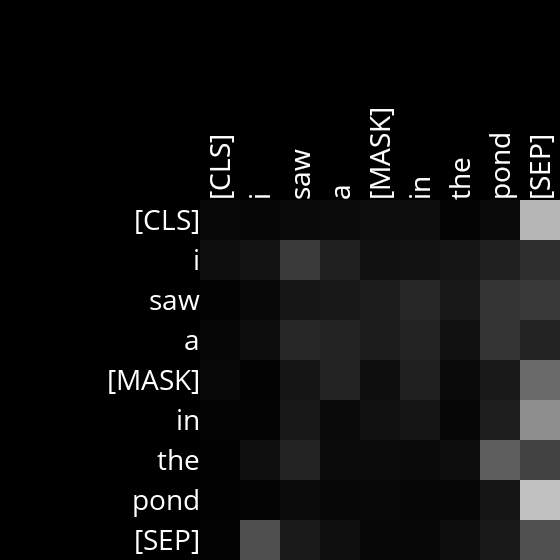 [CLS] i saw a [MASK] in the pond [SEP]
[CLS]
i
saw
a
[MASK]
in
the
pond
[SEP]